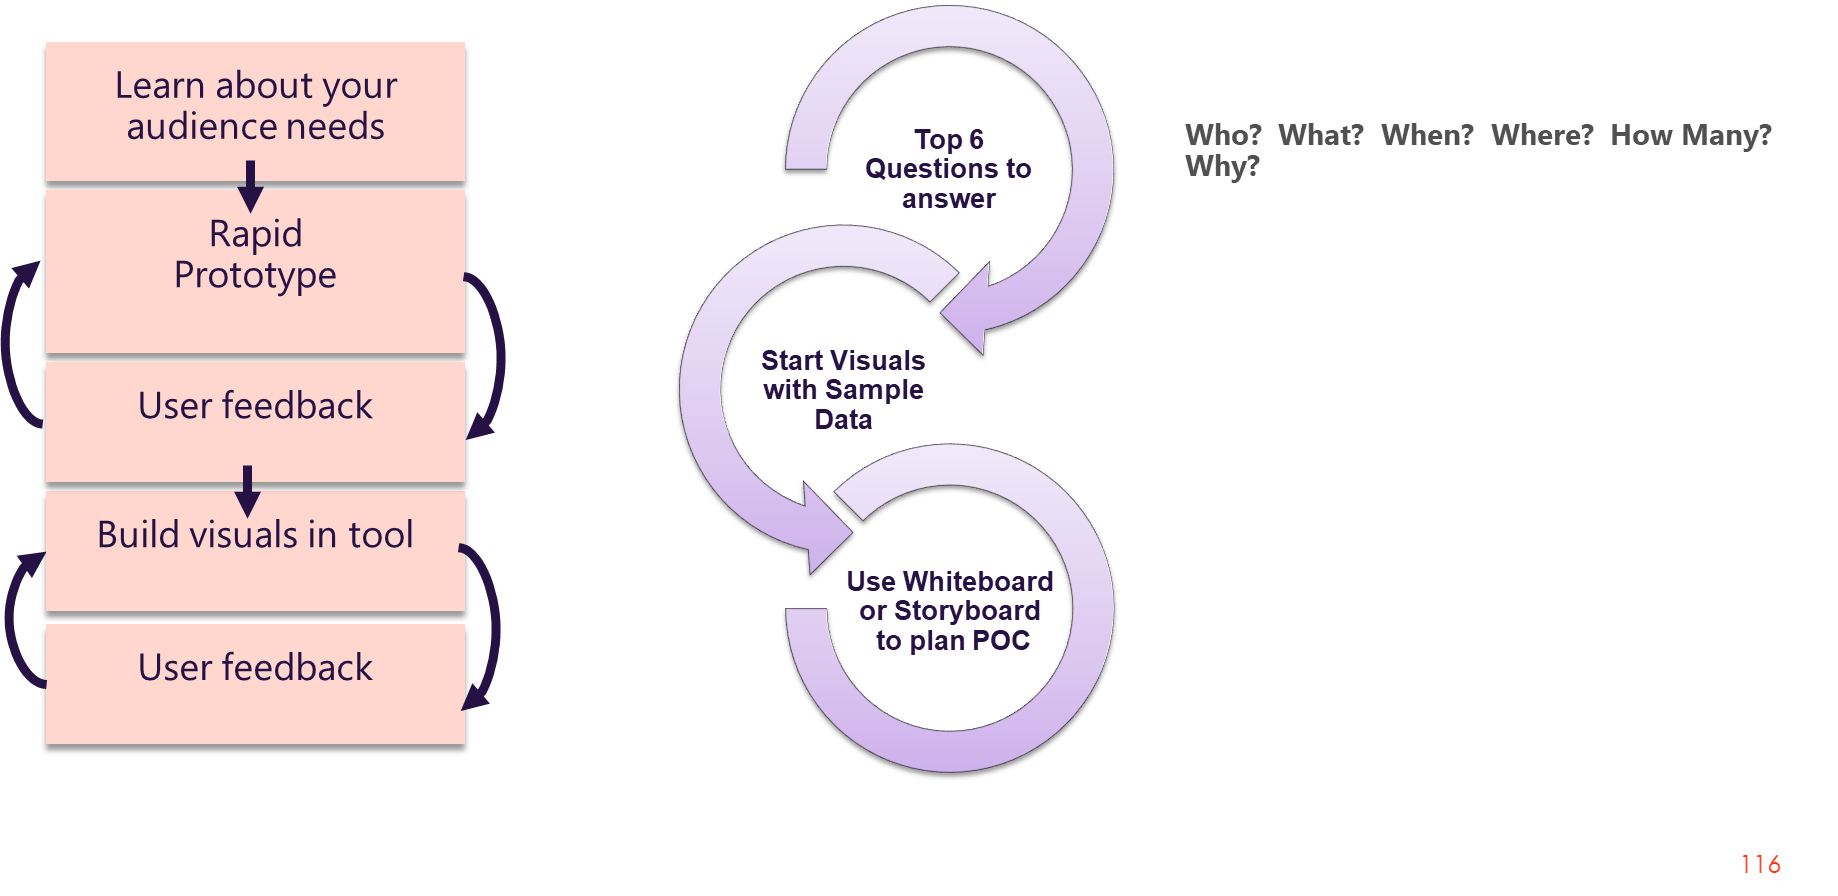 Learn about your
audience needs
Rapid
Prototype
User feedback
Build visuals in tool
User feedback
Top 6
Questions to
answer
Start Visuals
with Sample
Data
Use Whiteboard
or Storyboard
to plan POC
Who?  What?  When?  Where?  How Many?
Why?
116